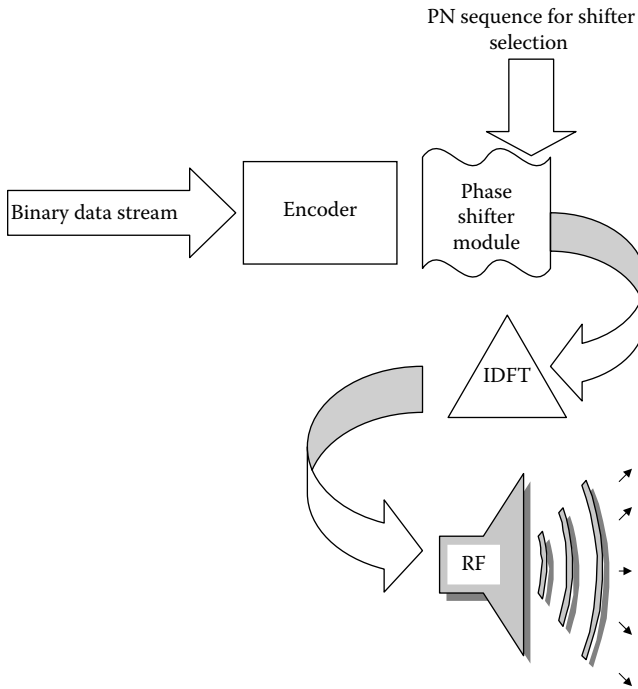 PN sequence for shifter
selection
Binary data stream
Encoder
Phase
shifter
module
IDFT
RF